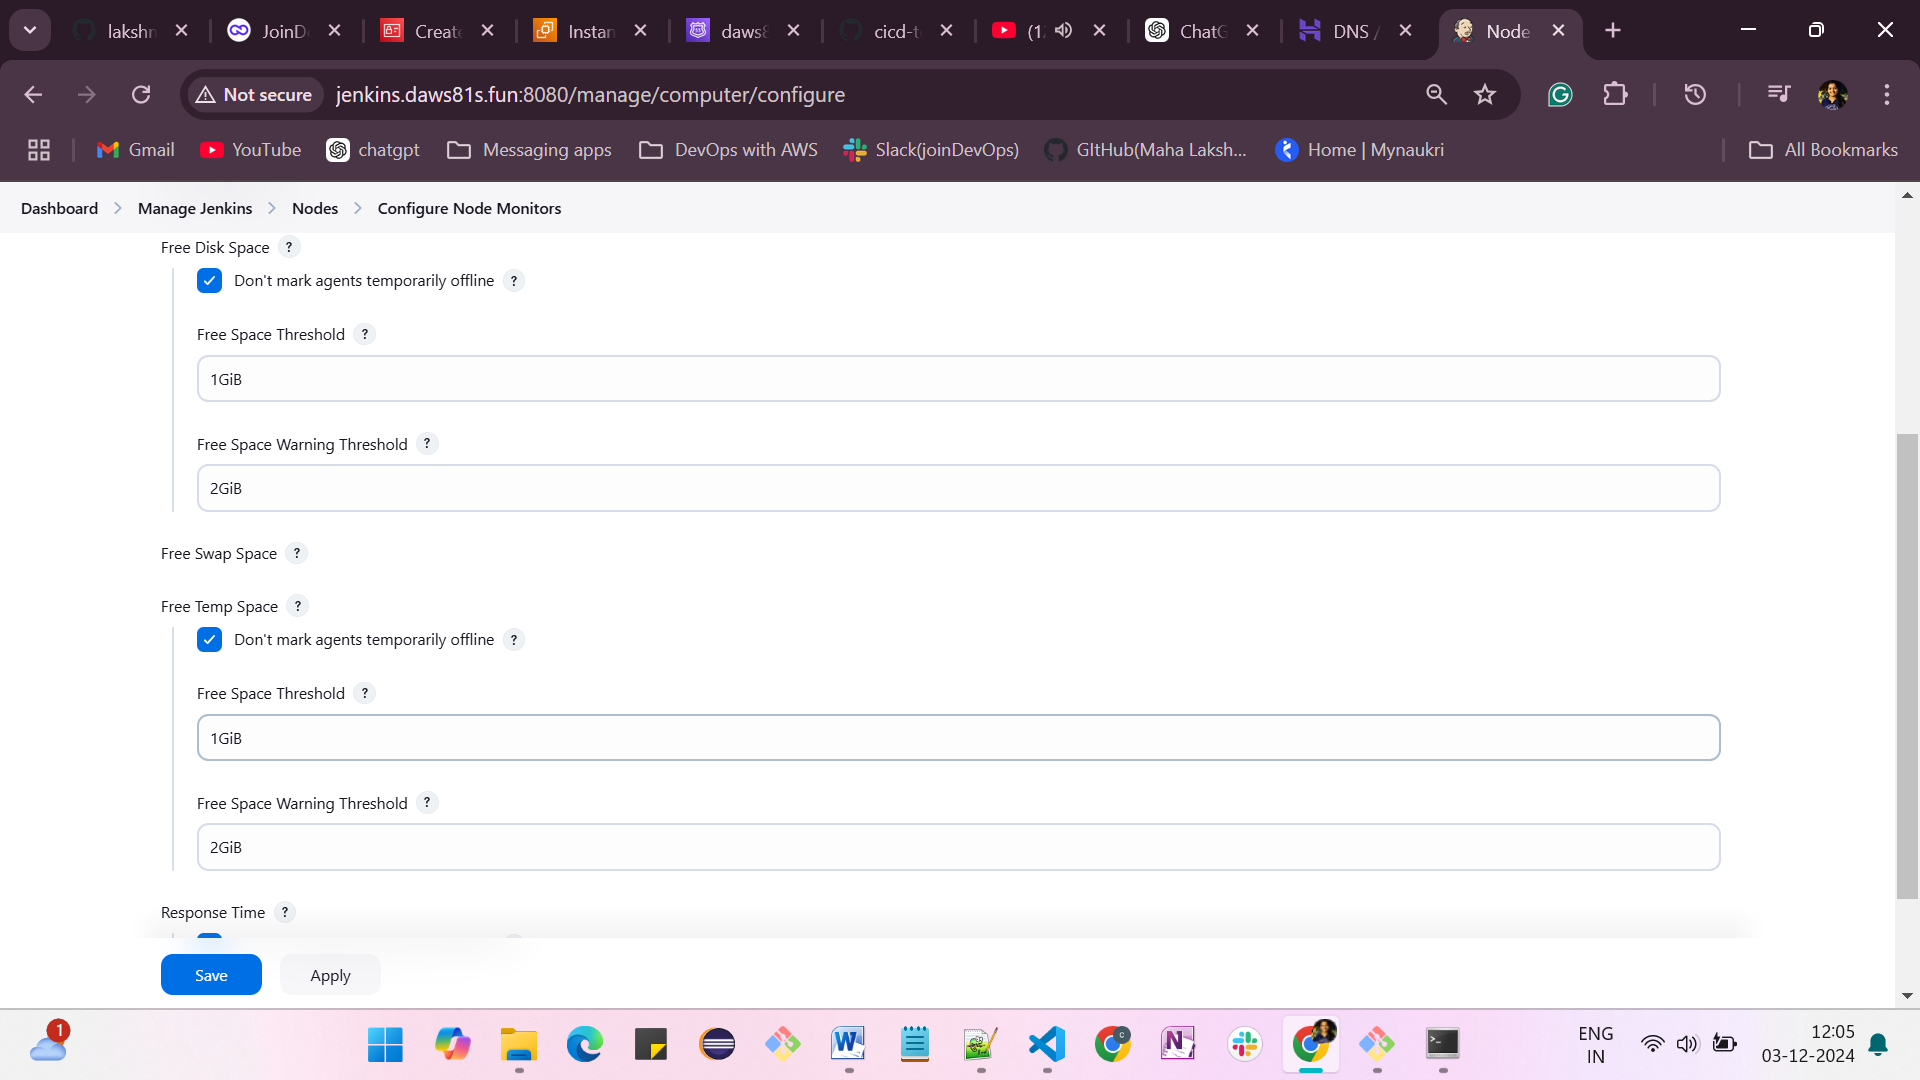 lakshn
JoinD
Create
Instan
daws8
cicd-t
(1
ChatG
DNS /
Node
Not secure
jenkins.daws81s.fun:8080/manage/computer/configure
Gmail
YouTube
chatgpt
Messaging apps
DevOps with AWS
Slack(joinDevOps)
GItHub(Maha Laksh...
Home | Mynaukri
All Bookmarks
Dashboard
Manage Jenkins
Nodes
Configure Node Monitors
Free Disk Space ?
Don't mark agents temporarily offline ?
Free Space Threshold ?
1GiB
Free Space Warning Threshold ?
2GiB
Free Swap Space ?
Free Temp Space ?
Don't mark agents temporarily offline ?
Free Space Threshold ?
1GiB
Free Space Warning Threshold ?
2GiB
Response Time ?
Save
Apply
1
ENG
IN
12:05
03-12-2024